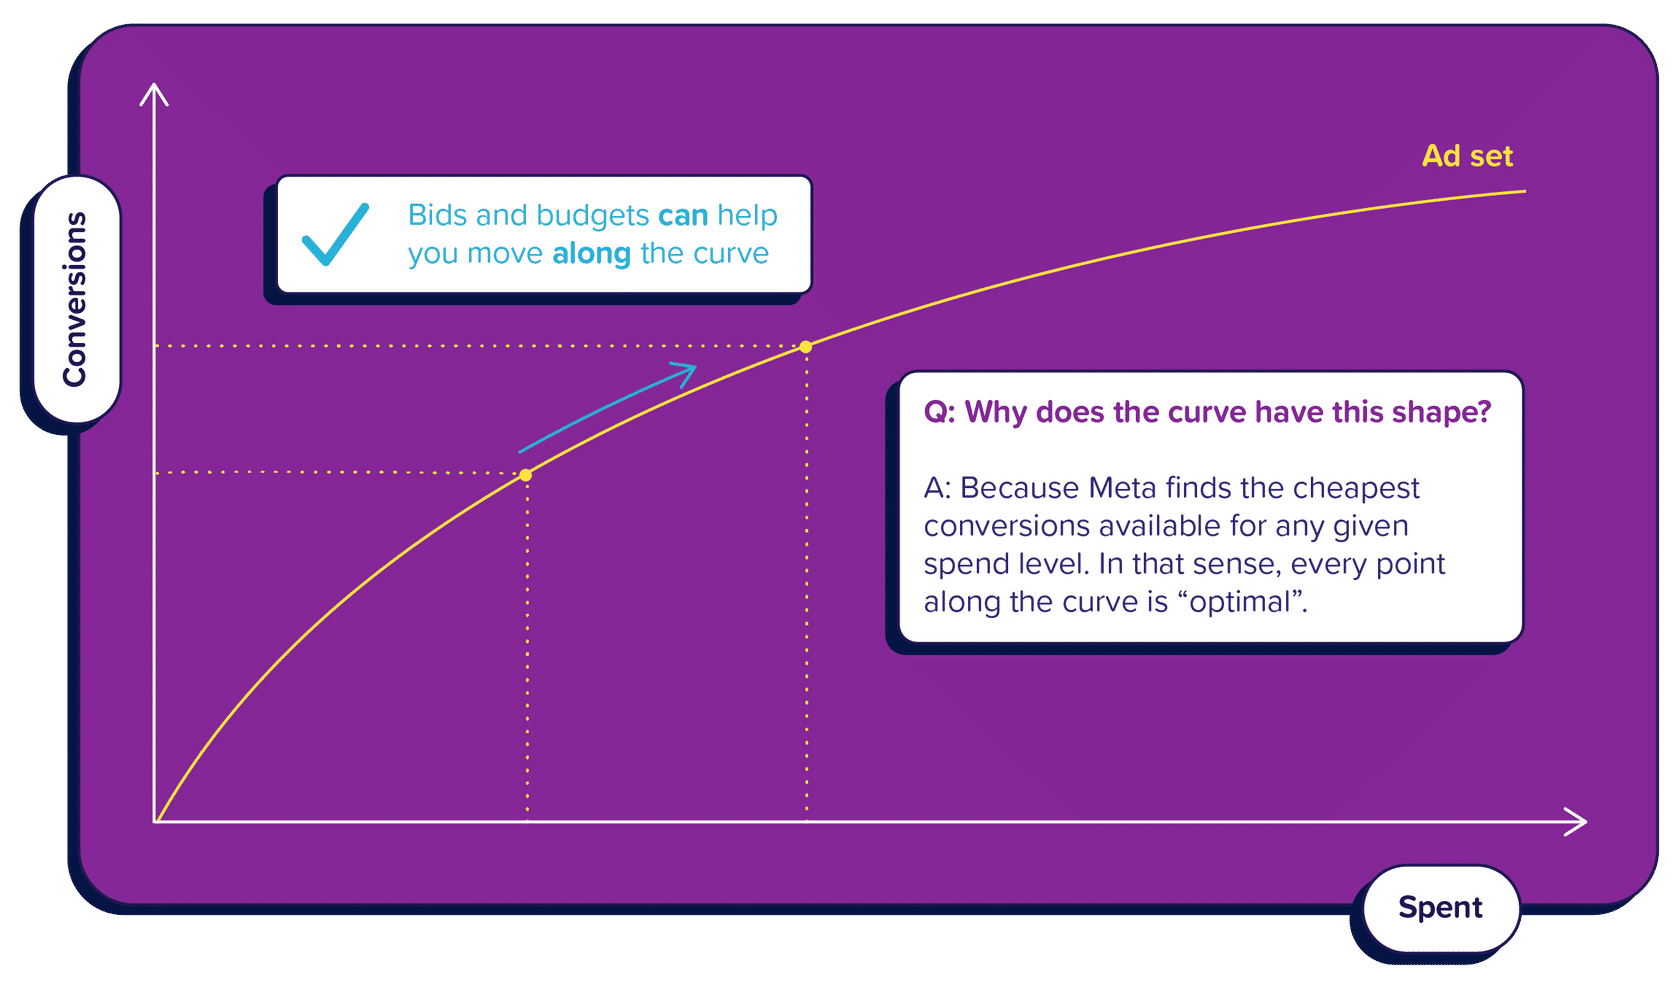 Ad set
Bids and budgets can help
you move along the curve
Conversions
Q: Why does the curve have this shape?
A: Because Meta finds the cheapest
conversions available for any given
spend level. In that sense, every point
along the curve is “optimal”.
Spent